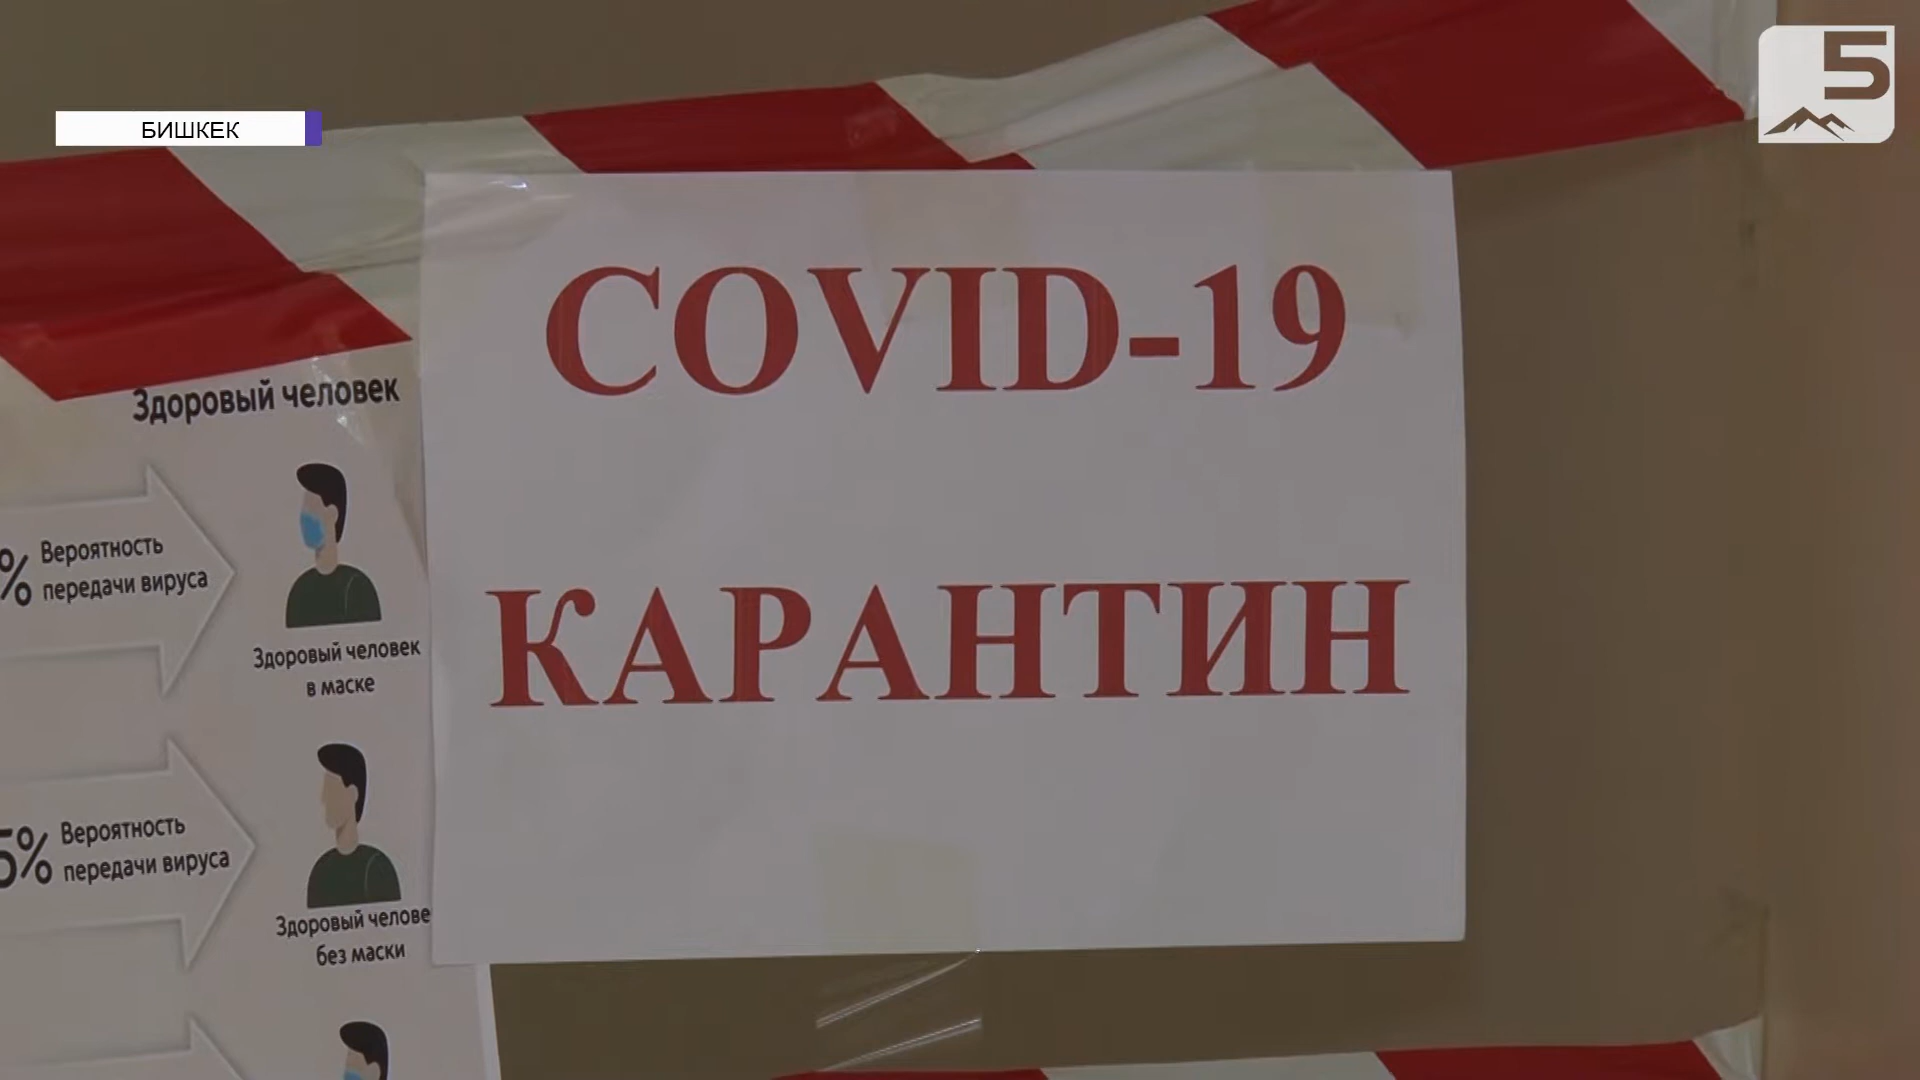 БИШКЕК
5
COVID-19
КАРАНТИН
Здоровый человек
% Вероятность
передачи вируса
Здоровый человек
в маске
5% Вероятность
передачи вируса
Здоровый челове
без маски